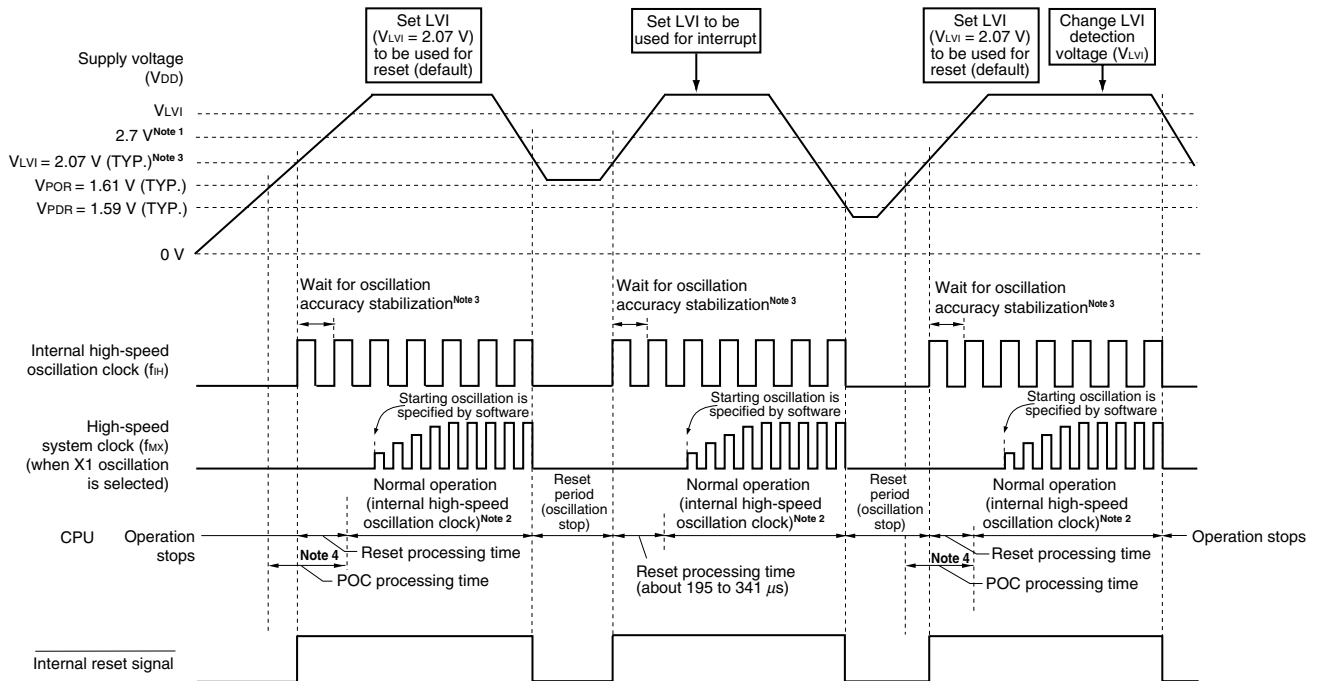 Set LVI
(VLVI = 2.07 V)
to be used for
reset (default)
Set LVI to be
used for interrupt
Set LVI
(VLVI = 2.07 V)
to be used for
reset (default)
Change LVI
detection
voltage (VLVI)
Supply voltage
(VDD)
VLVI
2.7 V Note 1
VLVI = 2.07 V (TYP.) Note 3
VPOR = 1.61 V (TYP.)
VPDR = 1.59 V (TYP.)
0 V
Wait for oscillation
accuracy stabilization Note 3
Wait for oscillation
accuracy stabilization Note 3
Wait for oscillation
accuracy stabilization Note 3
Internal high-speed
oscillation clock (fIH)
Starting oscillation is
specified by software
Starting oscillation is
specified by software
Starting oscillation is
specified by software
High-speed
system clock (fMX)
(when X1 oscillation
is selected)
Normal operation
(internal high-speed
oscillation clock) Note 2
Reset
period
(oscillation
stop)
Normal operation
(internal high-speed
oscillation clock) Note 2
Reset
period
(oscillation
stop)
Normal operation
(internal high-speed
oscillation clock) Note 2
CPU
Operation
stops
Operation stops
Note 4
Reset processing time
POC processing time
Reset processing time
(about 195 to 341 μs)
Note 4
Reset processing time
POC processing time
Internal reset signal